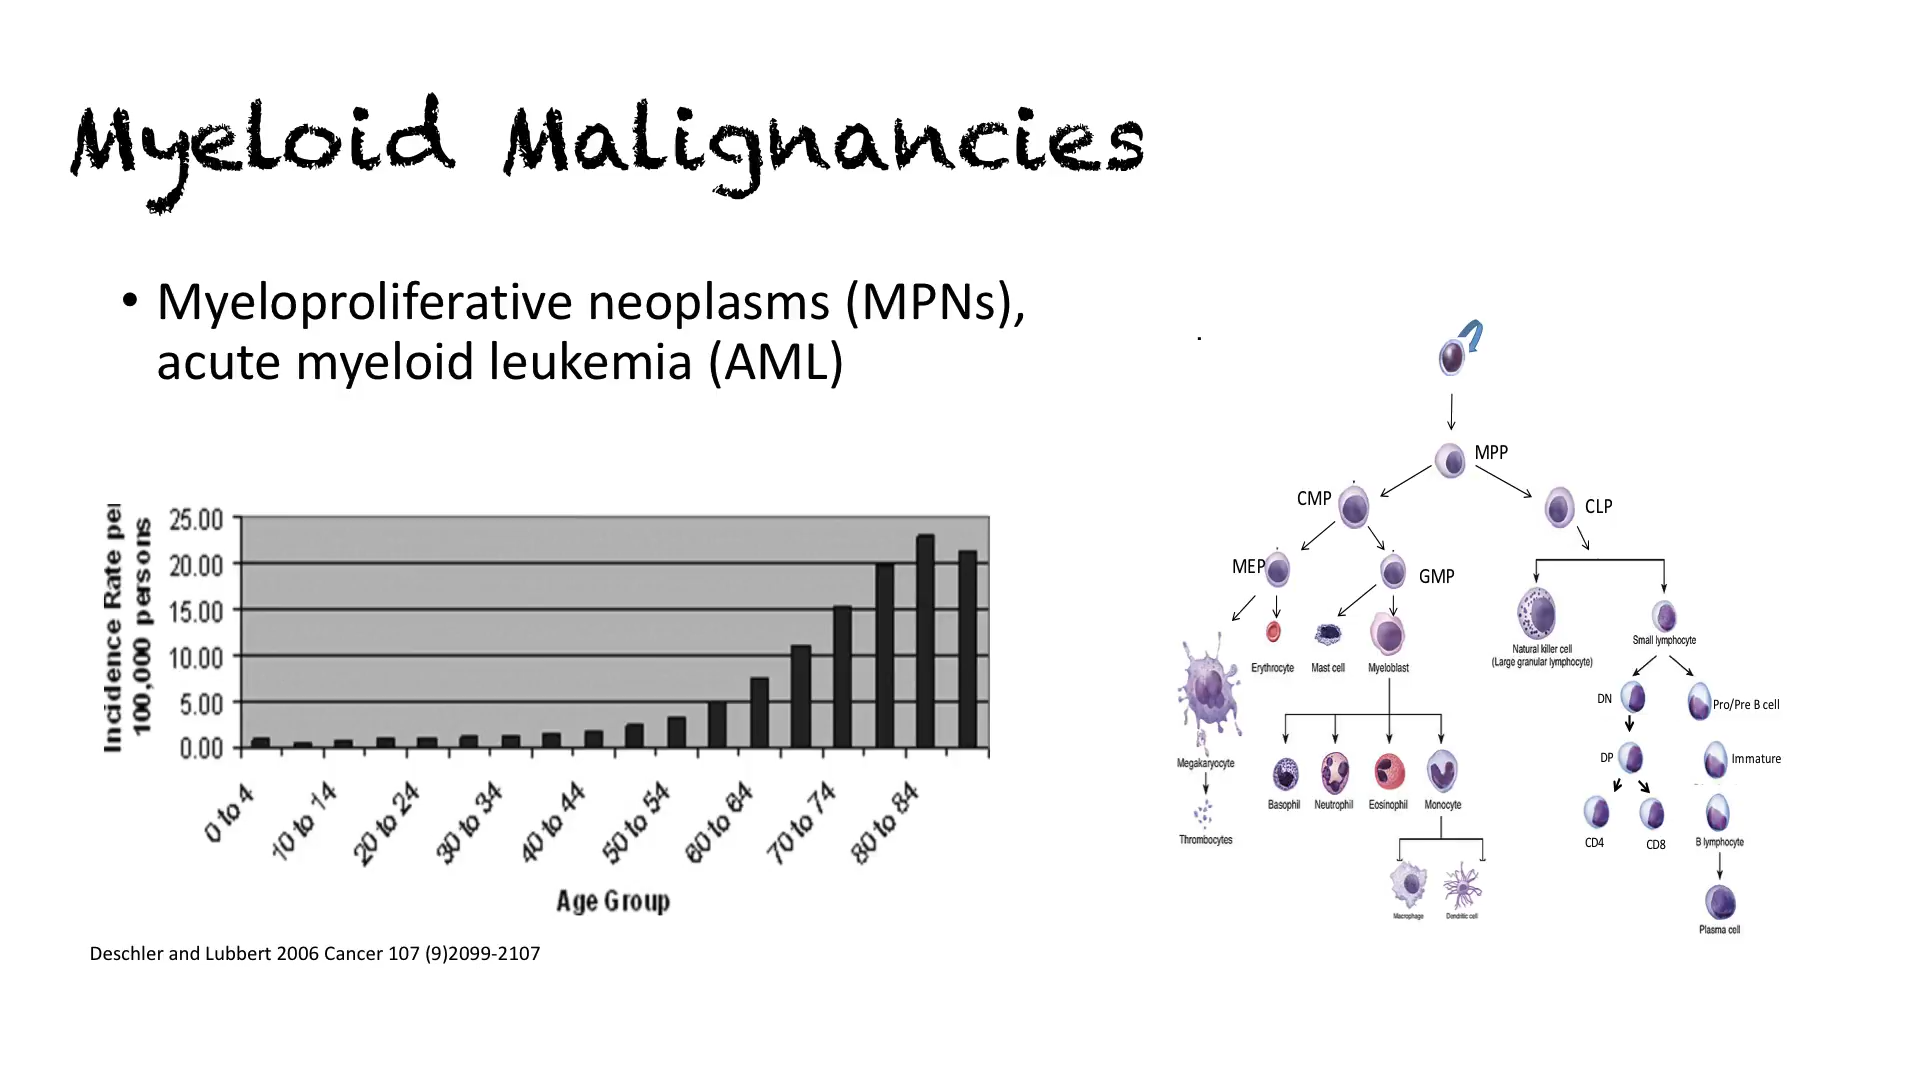 Myeloid Malignancies
• Myeloproliferative neoplasms (MPNs),
acute myeloid leukemia (AML)
Incidence Rate per
100,000 persons
25.00
20.00
15.00
10.00
5.00
0.00
0 to 4
10 to 14
20 to 24
30 to 34
40 to 44
50 to 54
60 to 64
70 to 74
80 to 84
Age Group
Deschler and Lubbert 2006 Cancer 107 (9)2099-2107
MPP
CMP
CLP
MEP
GMP
Erythrocyte
Mast cell
Myeloblast
Natural killer cell
(Large granular lymphocyte)
Small lymphocyte
DN
Pro/Pre B cell
Megakaryocyte
DP
Immature
Basophil
Neutrophil
Eosinophil
Monocyte
Thrombocytes
CD4
CD8
B lymphocyte
Macrophage
Dendritic cell
Plasma cell